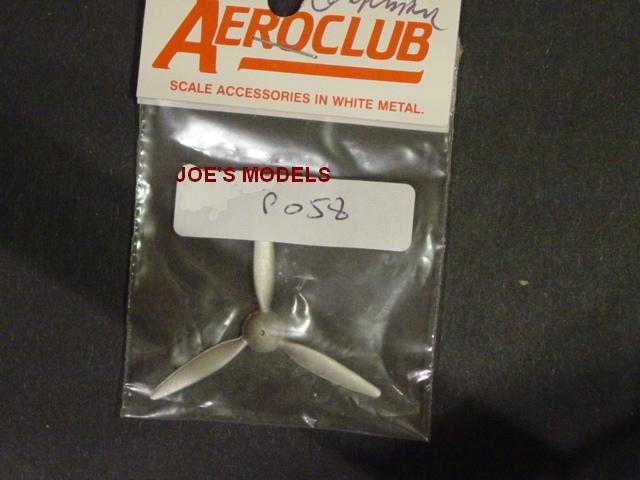 AEROCLUB
SCALE ACCESSORIES IN WHITE METAL.
JOE'S MODELS
P058